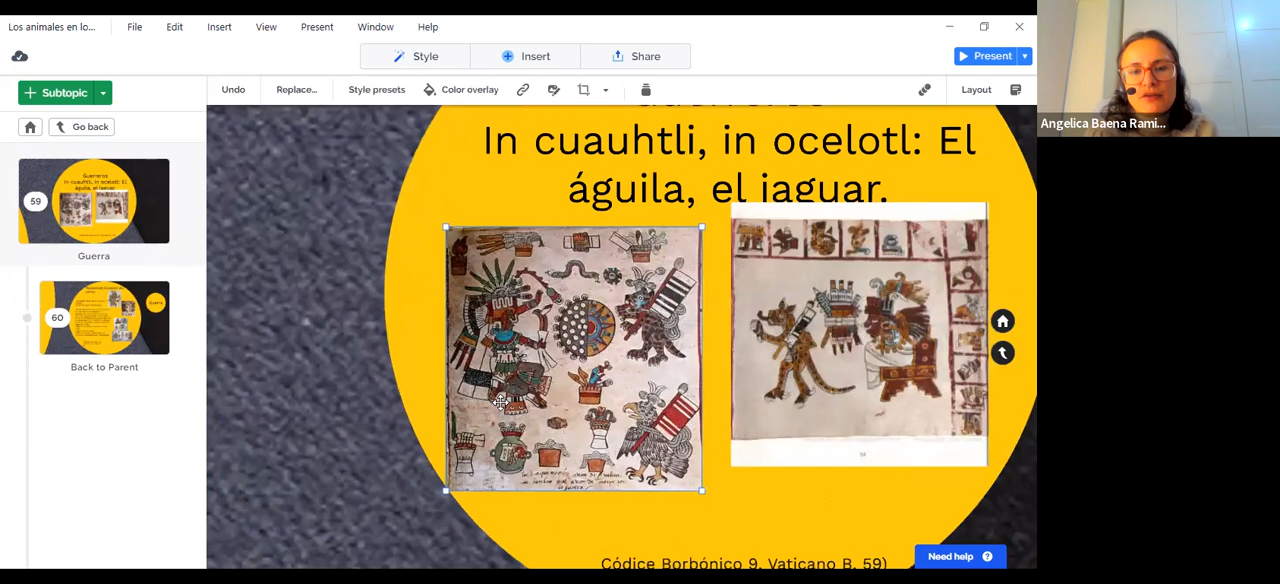 Los animales en lo...
File
Edit
Insert
View
Present
Window
Help
Style
Insert
Share
Present
Subtopic
Undo
Replace...
Style presets
Color overlay
Layout
Go back
59
Guerra
60
Back to Parent
Guerreros
In cuauhtli, in ocelotl: El
águila, el jaguar.
Códice Borbónico 9, Vaticano B, 59)
Need help
Angelica Baena Rami...